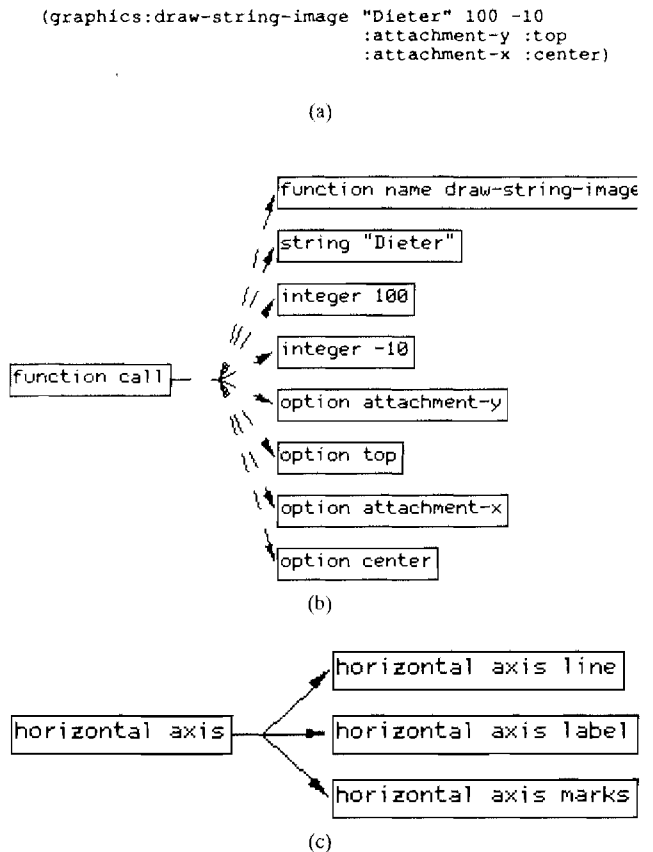 (graphics:draw-string-image "Dieter" 100 -10
:attachment-y :top
:attachment-x :center)
(a)
function name draw-string-image
string "Dieter"
integer 100
integer -10
function call
option attachment-y
option top
option attachment-x
option center
(b)
horizontal axis line
horizontal axis
horizontal axis label
horizontal axis marks
(c)